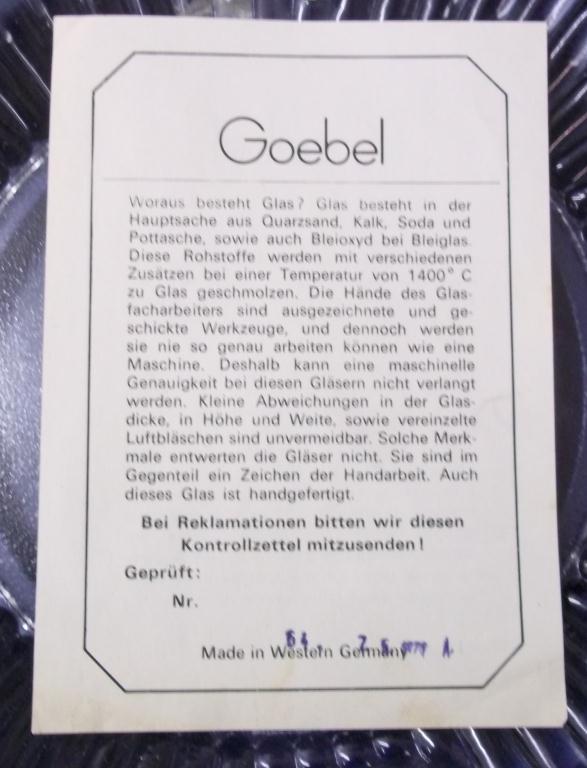 Goebel
Woraus besteht Glas? Glas besteht in der
Hauptsache aus Quarzsand, Kalk, Soda und
Pottasche, sowie auch Bleioxyd bei Bleiglas.
Diese Rohstoffe werden mit verschiedenen
Zusätzen bei einer Temperatur von 1400° C
zu Glas geschmolzen. Die Hände des Glas-
facharbeiters sind ausgezeichnete und ge-
schickte Werkzeuge, und dennoch werden
sie nie so genau arbeiten können wie eine
Maschine. Deshalb kann eine maschinelle
Genauigkeit bei diesen Gläsern nicht verlangt
werden. Kleine Abweichungen in der Glas-
dicke, in Höhe und Weite, sowie vereinzelte
Luftbläschen sind unvermeidbar. Solche Merk-
male entwerten die Gläser nicht. Sie sind im
Gegenteil ein Zeichen der Handarbeit. Auch
dieses Glas ist handgefertigt.
Bei Reklamationen bitten wir diesen
Kontrollzettel mitzusenden!
Geprüft:
Nr.
Made in Western Germany